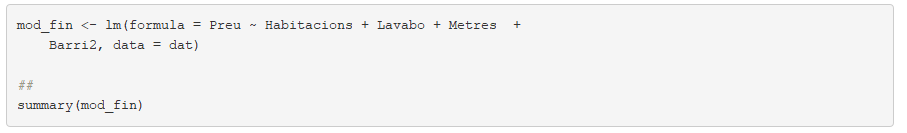 mod_fin <- lm(formula = Preu ~ Habitacions + Lavabo + Metres  +
    Barri2, data = dat)
##
summary(mod_fin)